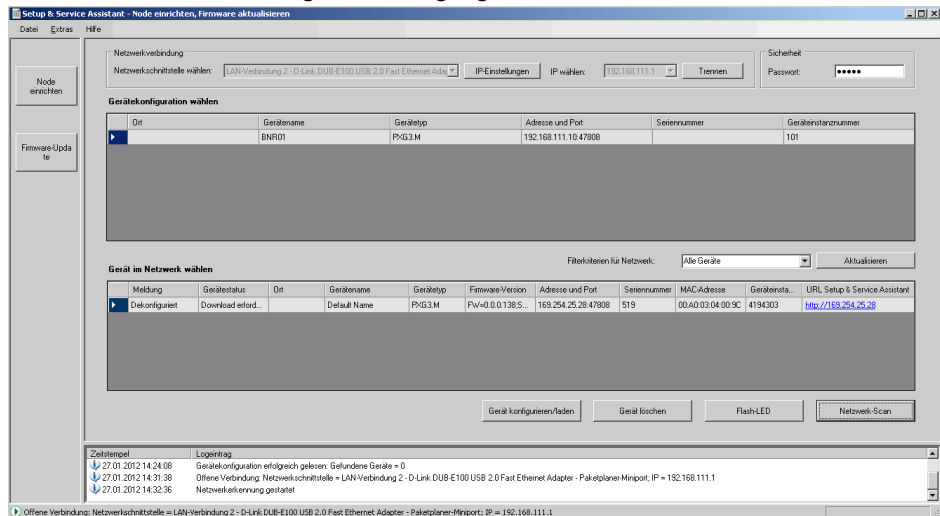 Setup & Service Assistant - Node einrichten, Firmware aktualisieren
Datei Extras Hilfe
Node einrichten
Firmware-Upda
te
Netzwerkverbindung
Netzwerkschnittstelle wählen: LAN-Verbindung 2 - D-Link DUB-E100 USB 2.0 Fast Ethernet Adap IP-Einstellungen IP wählen: 192.168.111.1 Trennen
Sicherheit
Passwort: •••••
Gerätekonfiguration wählen
Ort Gerätename Gerätetyp Adresse und Port Seriennummer Geräteinstanznummer
BNR01 PXG3.M 192.168.111.10:47808 101
Filterkriterien für Netzwerk: Alle Geräte Aktualisieren
Gerät im Netzwerk wählen
Meldung Gerätestatus Ort Gerätename Gerätetyp Firmware-Version Adresse und Port Seriennummer MAC-Adresse Geräteinsta... URL Setup & Service Assistant
Dekonfiguriert Download erford... Default Name PXG3.M FW=0.0.0.138;S... 169.254.25.28:47808 519 00:A0:03:04:00:9C 4194303 http://169.254.25.28
Gerät konfigurieren/laden Gerät löschen Flash-LED Netzwerk-Scan
Zeitstempel Logeintrag
27.01.2012 14:24:08 Gerätekonfiguration erfolgreich gelesen: Gefundene Geräte = 0
27.01.2012 14:31:38 Offene Verbindung: Netzwerkschnittstelle = LAN-Verbindung 2 - D-Link DUB-E100 USB 2.0 Fast Ethernet Adapter - Paketplaner-Miniport; IP = 192.168.111.1
27.01.2012 14:32:36 Netzwerkerkennung gestartet
Offene Verbindung: Netzwerkschnittstelle = LAN-Verbindung 2 - D-Link DUB-E100 USB 2.0 Fast Ethernet Adapter - Paketplaner-Miniport; IP = 192.168.111.1